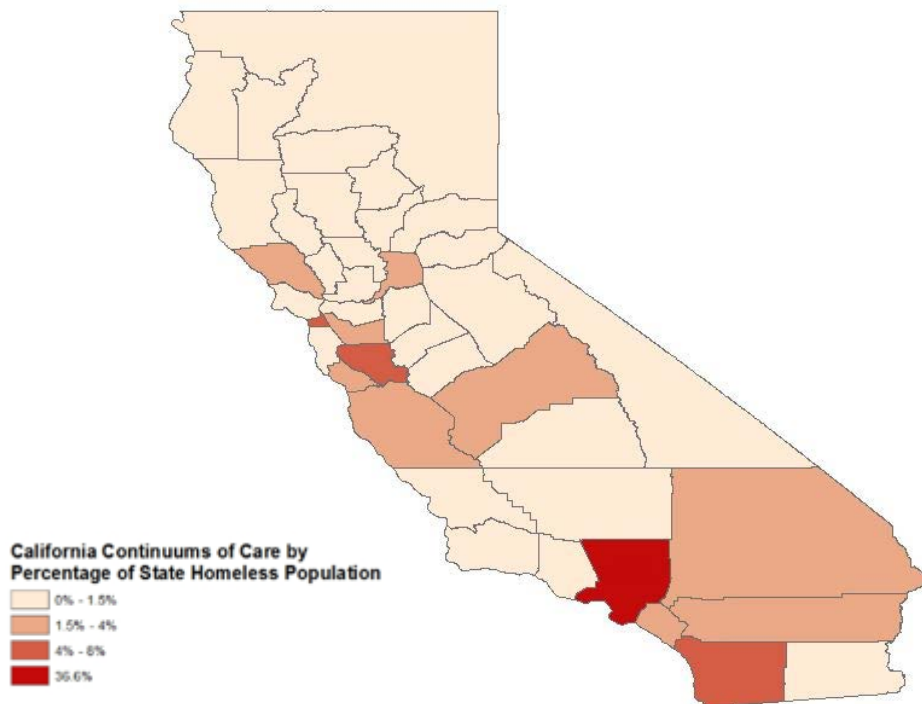 California Continuums of Care by
Percentage of State Homeless Population
0% - 1.5%
1.5% - 4%
4% - 8%
36.6%